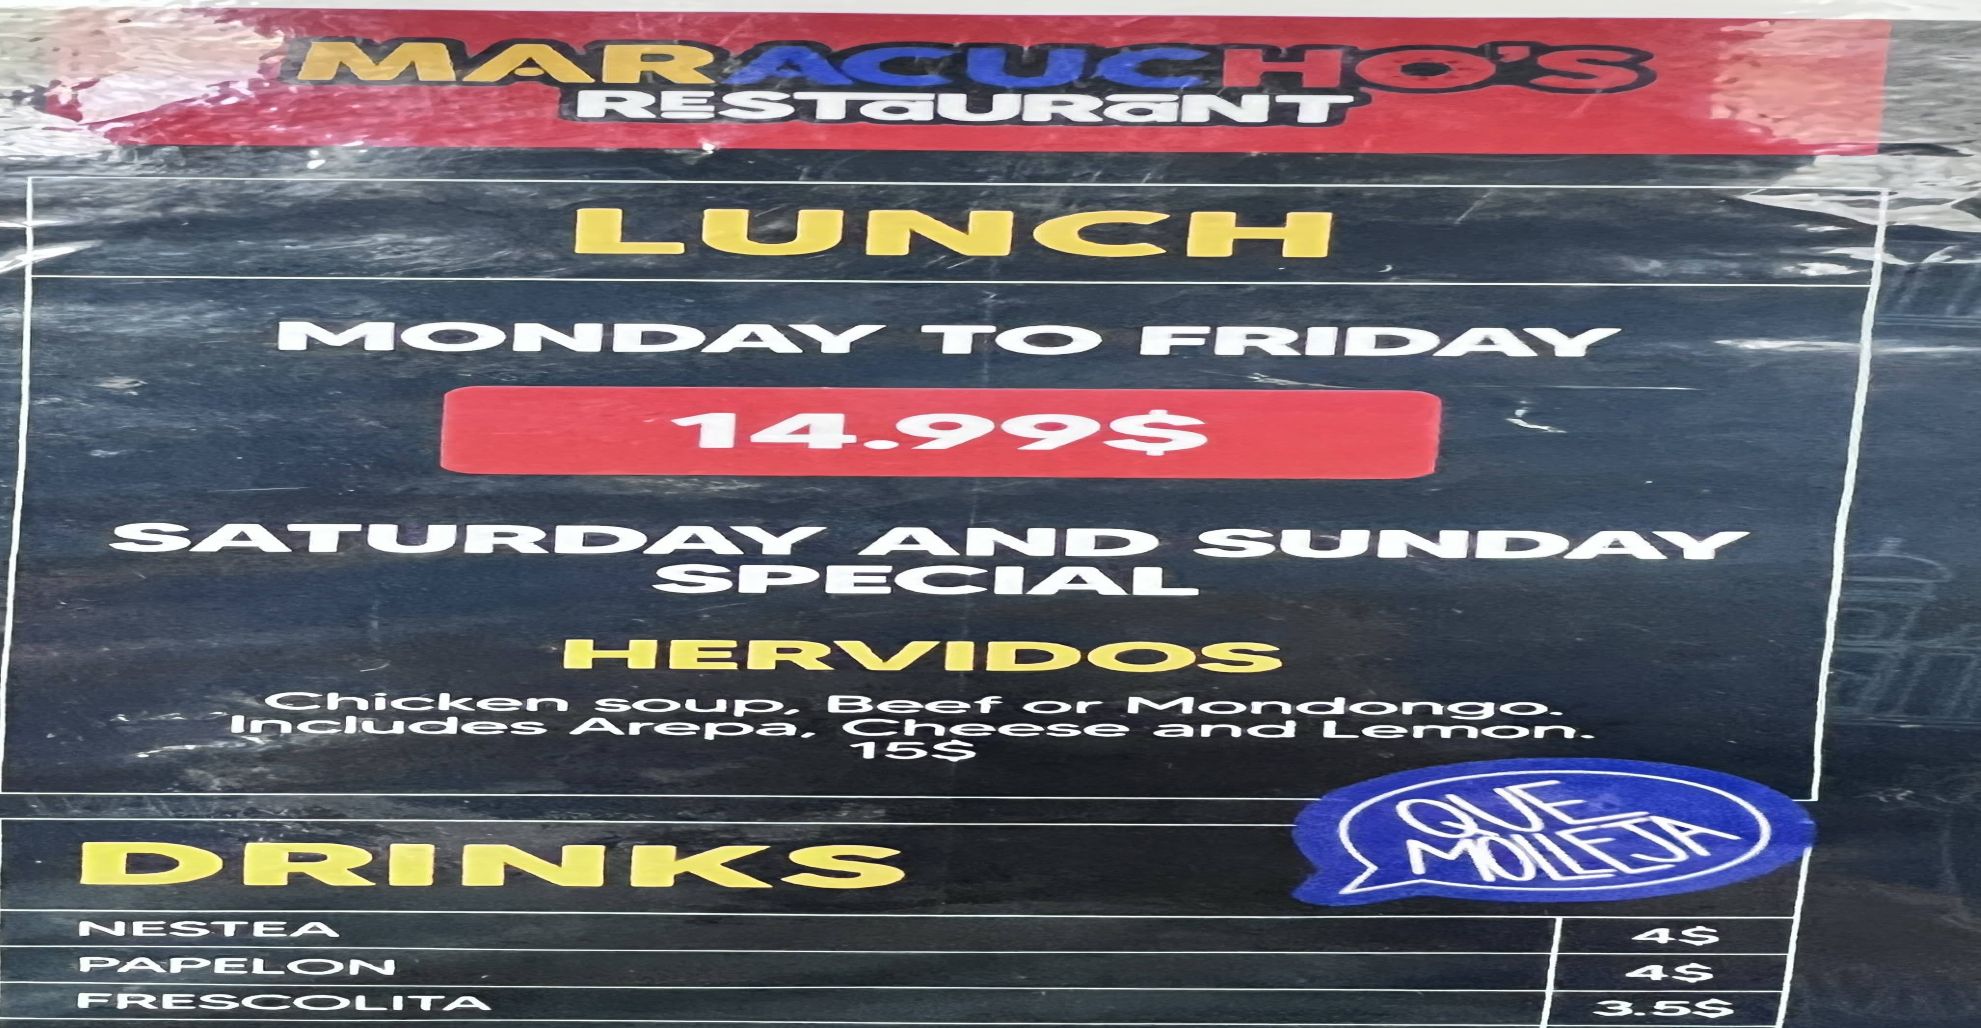 MARACUCHO'S
RESTAURANT
LUNCH
MONDAY TO FRIDAY
14.99$
SATURDAY AND SUNDAY
SPECIAL
HERVIDOS
Chicken soup, Beef or Mondongo.
Includes Arepa, Cheese and Lemon.
15$
QUE
MOLLEJA
DRINKS
NESTEA 4$
PAPELON 4$
FRESCOLITA 3.5$